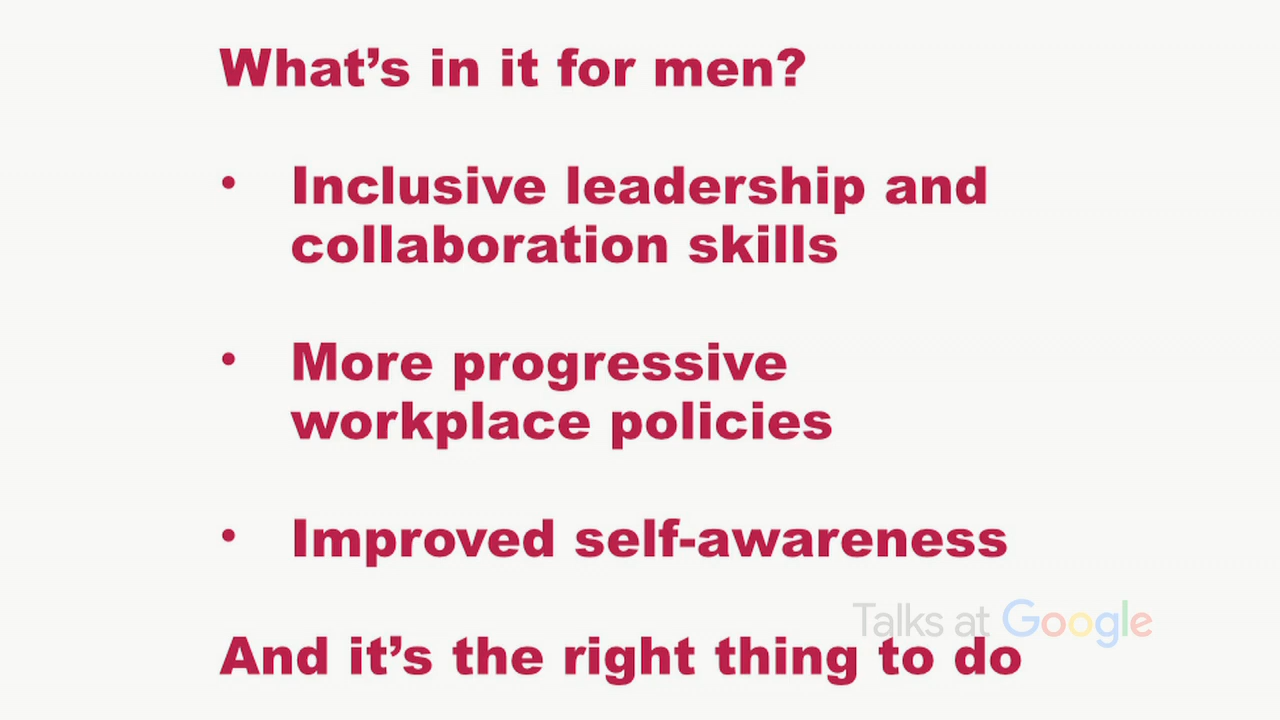 What’s in it for men?
• Inclusive leadership and
collaboration skills
• More progressive
workplace policies
• Improved self-awareness
Talks at Google
And it’s the right thing to do